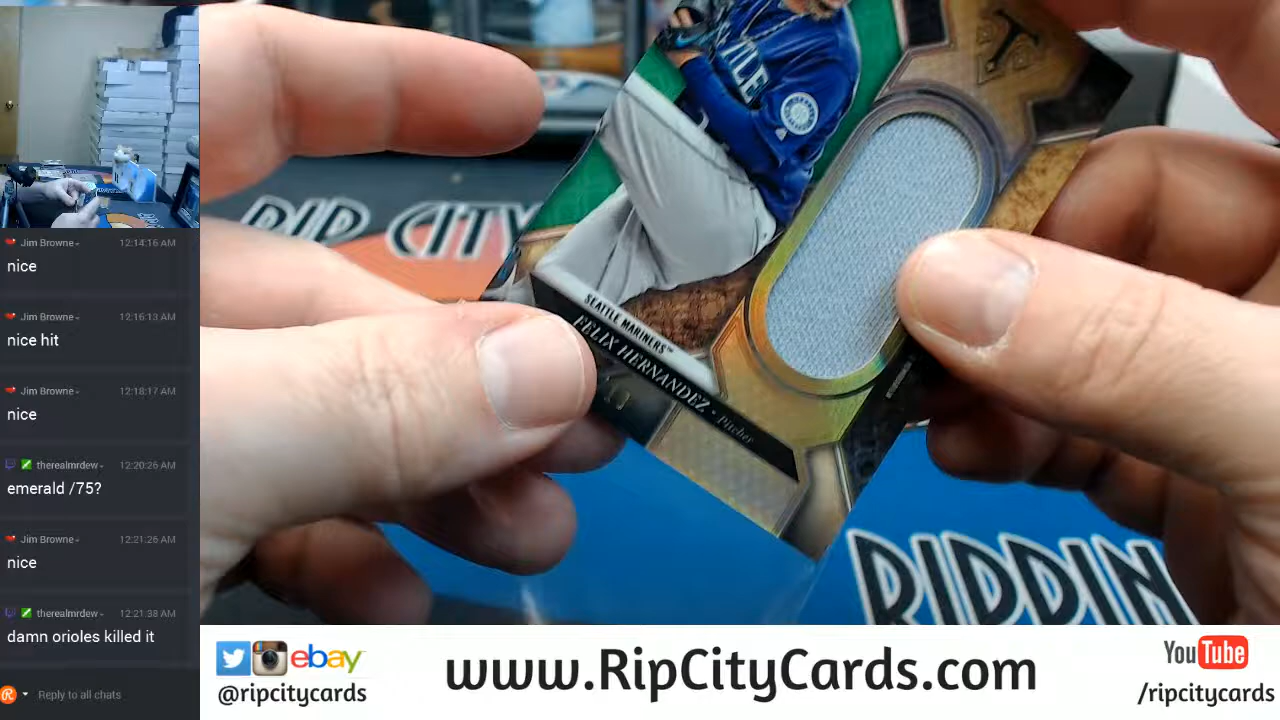 Jim Browne 12:14:16 AM
nice
Jim Browne 12:16:13 AM
nice hit
Jim Browne 12:18:17 AM
nice
therealmrdew 12:20:26 AM
emerald /75?
Jim Browne 12:21:26 AM
nice
therealmrdew 12:21:38 AM
damn orioles killed it
Reply to all chats
RIP CITY
T
SEATTLE MARINERS™
FELIX HERNANDEZ • Pitcher
RIPPIN
ebay
@ripcitycards
www.RipCityCards.com
YouTube
/ripcitycards